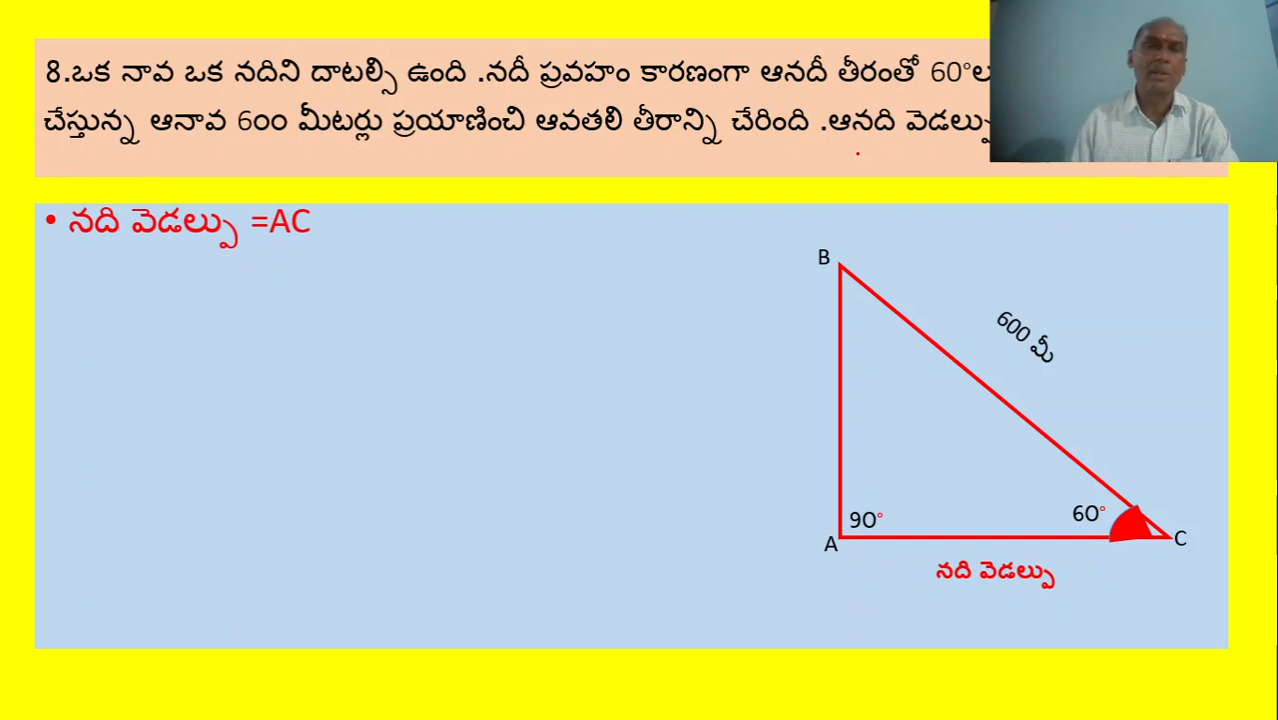 8.ఒక నావ ఒక నదిని దాటల్సి ఉంది .నదీ ప్రవహం కారణంగా ఆనదీ తీరంతో 60°ల
చేస్తున్న ఆనావ 600 మీటర్లు ప్రయాణించి ఆవతలి తీరాన్ని చేరింది .ఆనది వెడల్పు
• నది వెడల్పు =AC
B
600 మీ
90°
60°
A
C
నది వెడల్పు